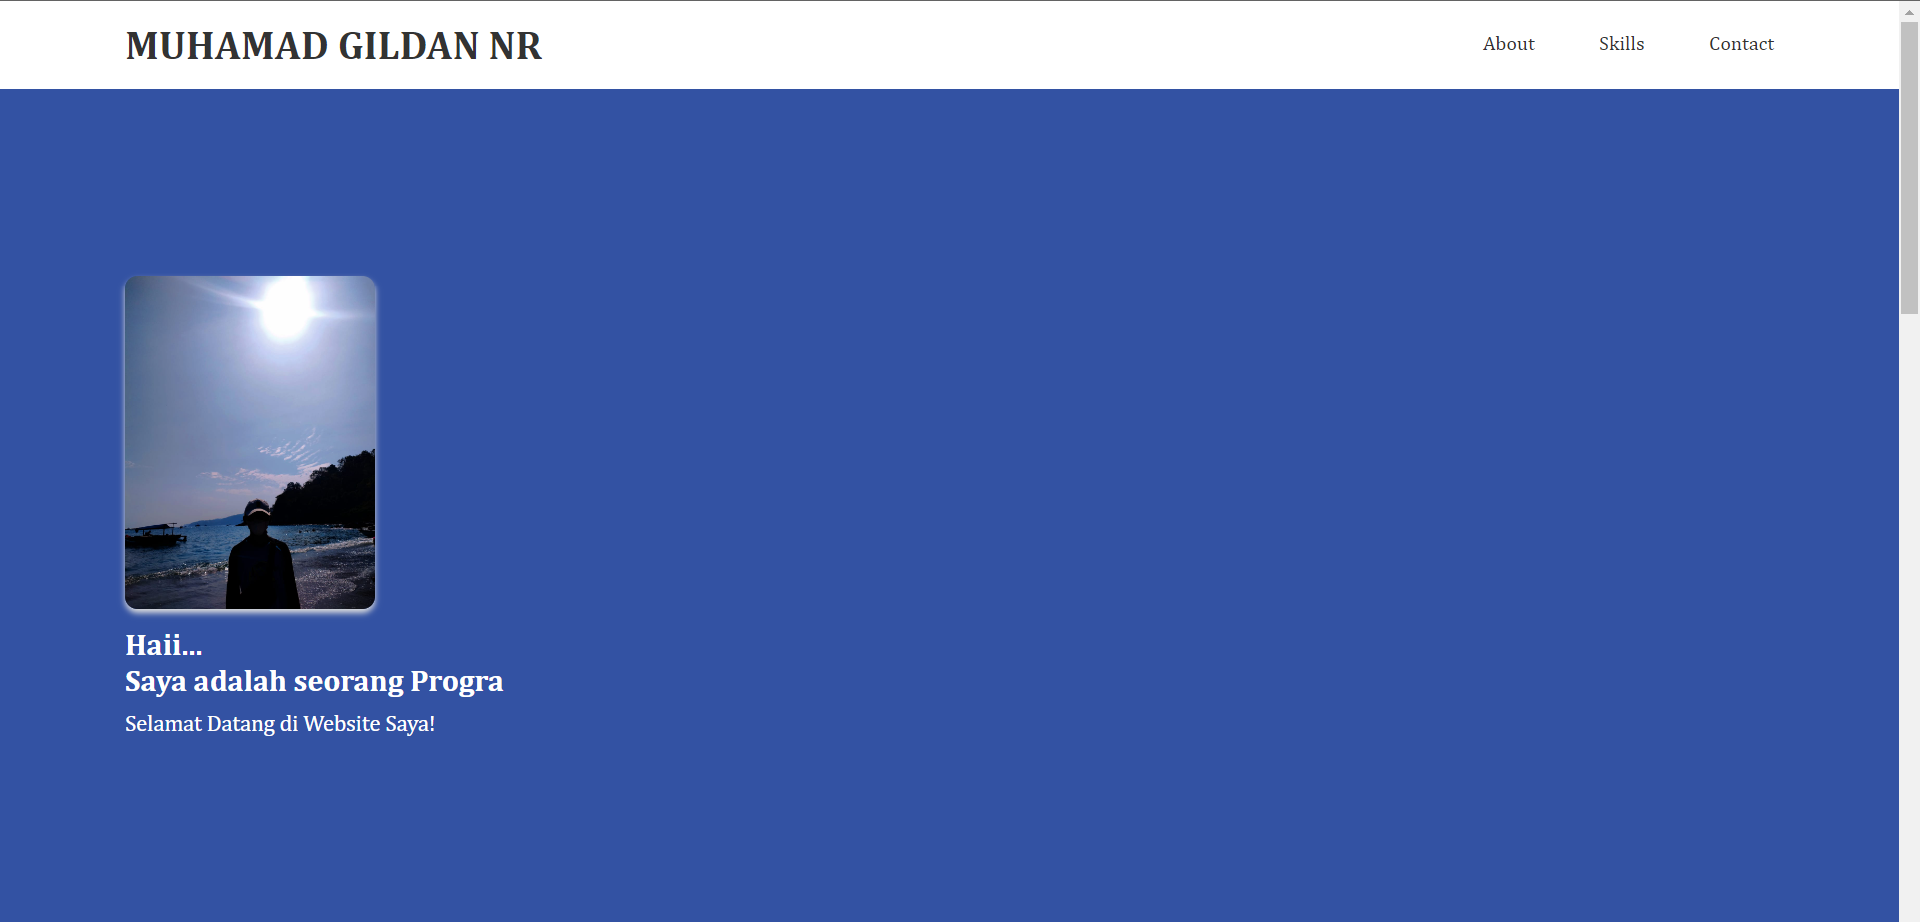 MUHAMAD GILDAN NR
About Skills Contact
Haii...
Saya adalah seorang Progra
Selamat Datang di Website Saya!